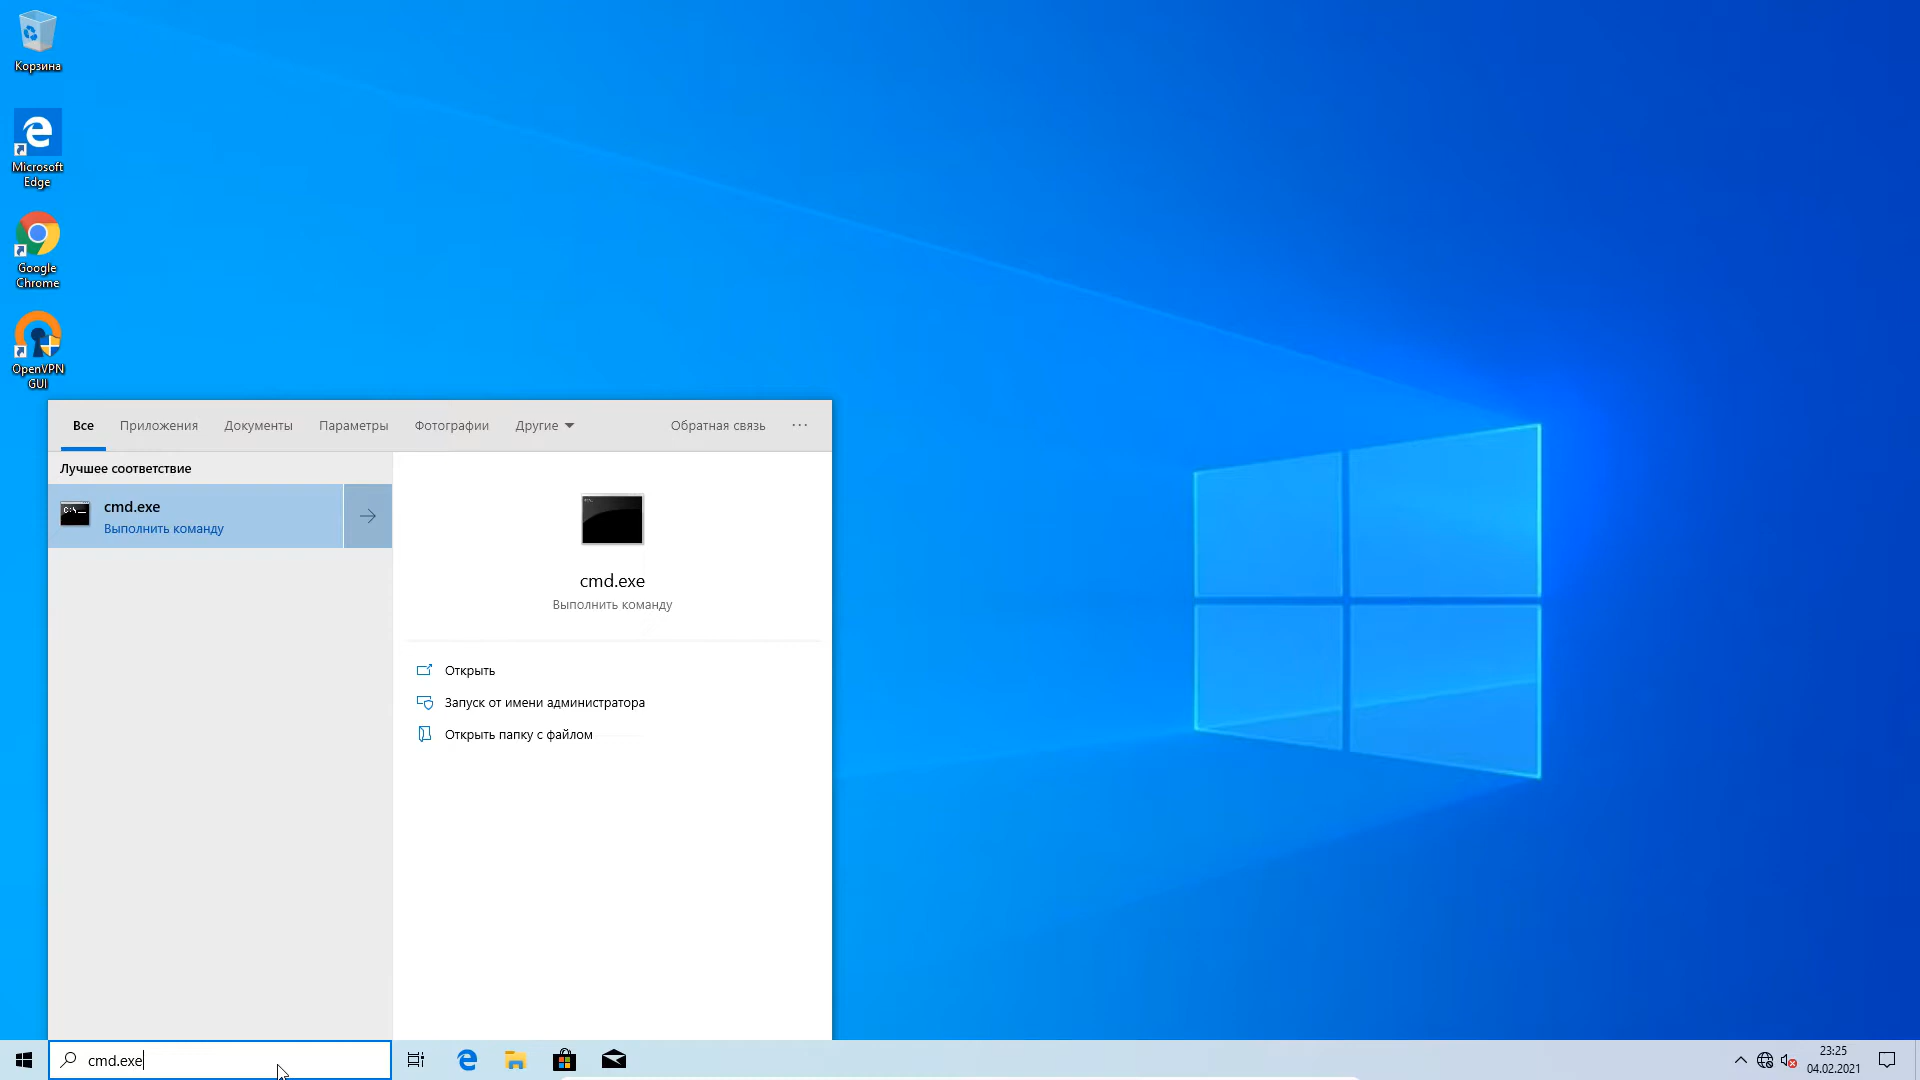 Корзина
Microsoft
Edge
Google
Chrome
OpenVPN
GUI
Все Приложения Документы Параметры Фотографии Другие Обратная связь ...
Лучшее соответствие
cmd.exe
Выполнить команду
cmd.exe
Выполнить команду
Открыть
Запуск от имени администратора
Открыть папку с файлом
cmd.exe
23:25
04.02.2021